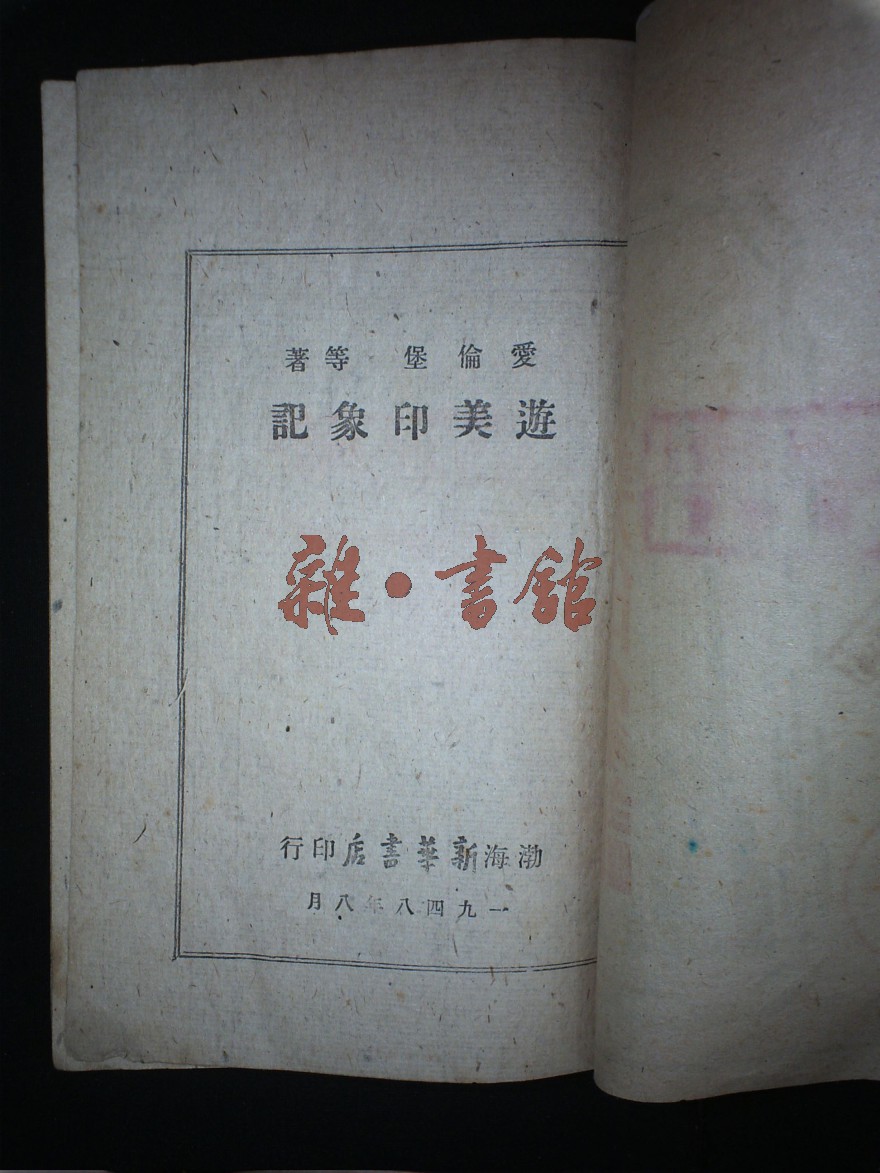 愛倫堡 等著
遊美印象記
雜·書館
渤海新華書店印行
一九四八年八月